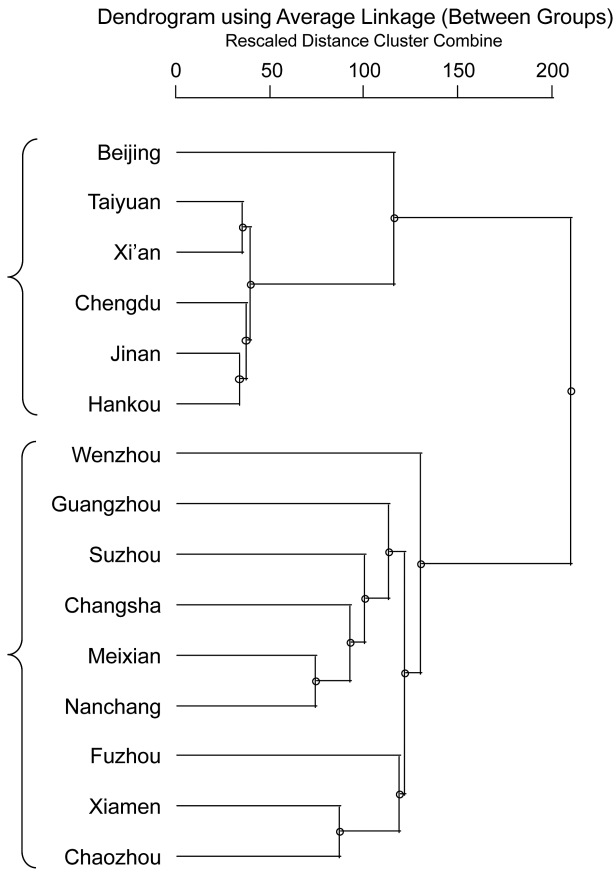 Dendrogram using Average Linkage (Between Groups)
Rescaled Distance Cluster Combine
0 50 100 150 200
Beijing
Taiyuan
Xi’an
Chengdu
Jinan
Hankou
Wenzhou
Guangzhou
Suzhou
Changsha
Meixian
Nanchang
Fuzhou
Xiamen
Chaozhou